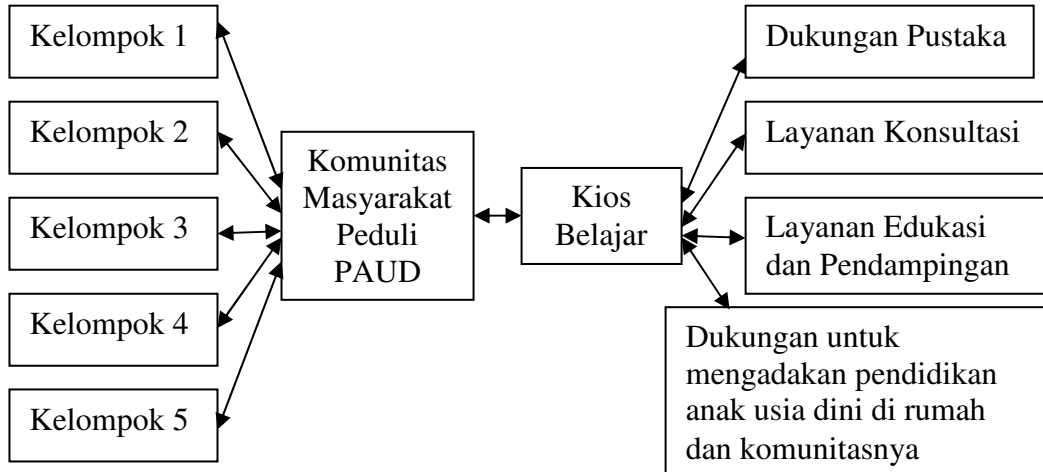 Kelompok 1
Kelompok 2
Kelompok 3
Kelompok 4
Kelompok 5
Komunitas
Masyarakat
Peduli
PAUD
Kios
Belajar
Dukungan Pustaka
Layanan Konsultasi
Layanan Edukasi
dan Pendampingan
Dukungan untuk
mengadakan pendidikan
anak usia dini di rumah
dan komunitasnya